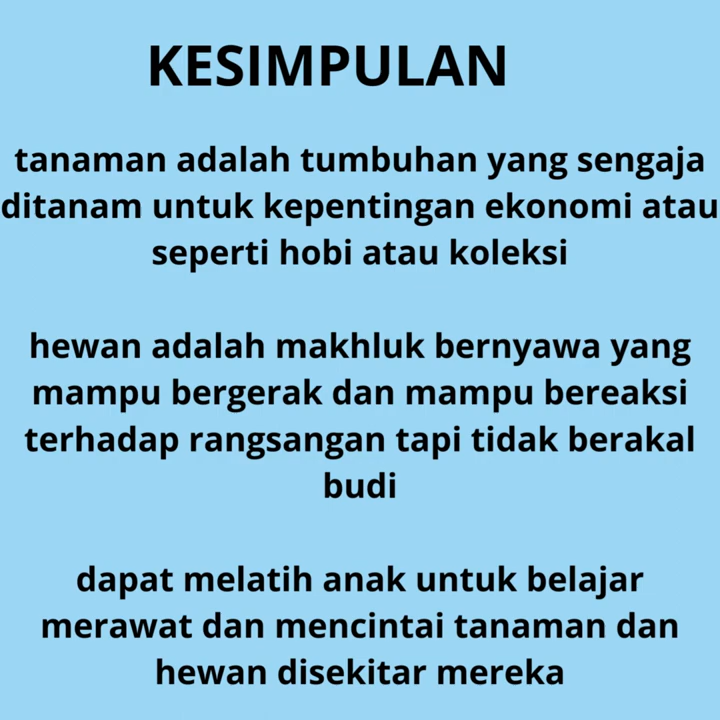 KESIMPULAN
tanaman adalah tumbuhan yang sengaja
ditanam untuk kepentingan ekonomi atau
seperti hobi atau koleksi
hewan adalah makhluk bernyawa yang
mampu bergerak dan mampu bereaksi
terhadap rangsangan tapi tidak berakal
budi
dapat melatih anak untuk belajar
merawat dan mencintai tanaman dan
hewan disekitar mereka